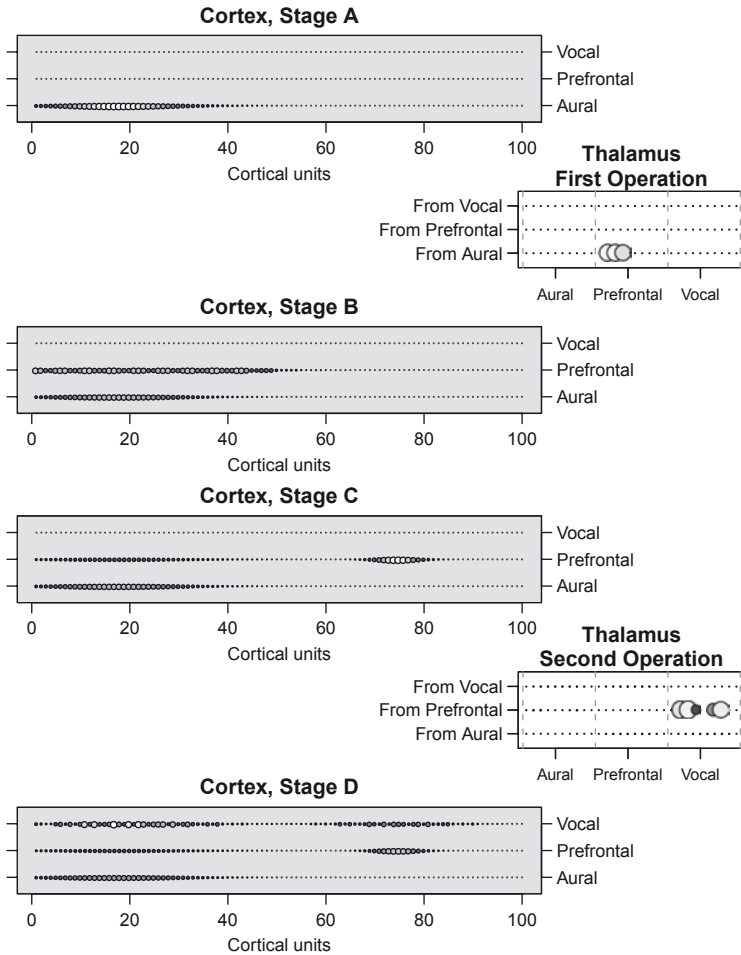 Cortex, Stage A
Vocal
Prefrontal
Aural
0 20 40 60 80 100
Cortical units
Thalamus
First Operation
From Vocal
From Prefrontal
From Aural
Aural Prefrontal Vocal
Cortex, Stage B
Vocal
Prefrontal
Aural
0 20 40 60 80 100
Cortical units
Cortex, Stage C
Vocal
Prefrontal
Aural
0 20 40 60 80 100
Cortical units
Thalamus
Second Operation
From Vocal
From Prefrontal
From Aural
Aural Prefrontal Vocal
Cortex, Stage D
Vocal
Prefrontal
Aural
0 20 40 60 80 100
Cortical units